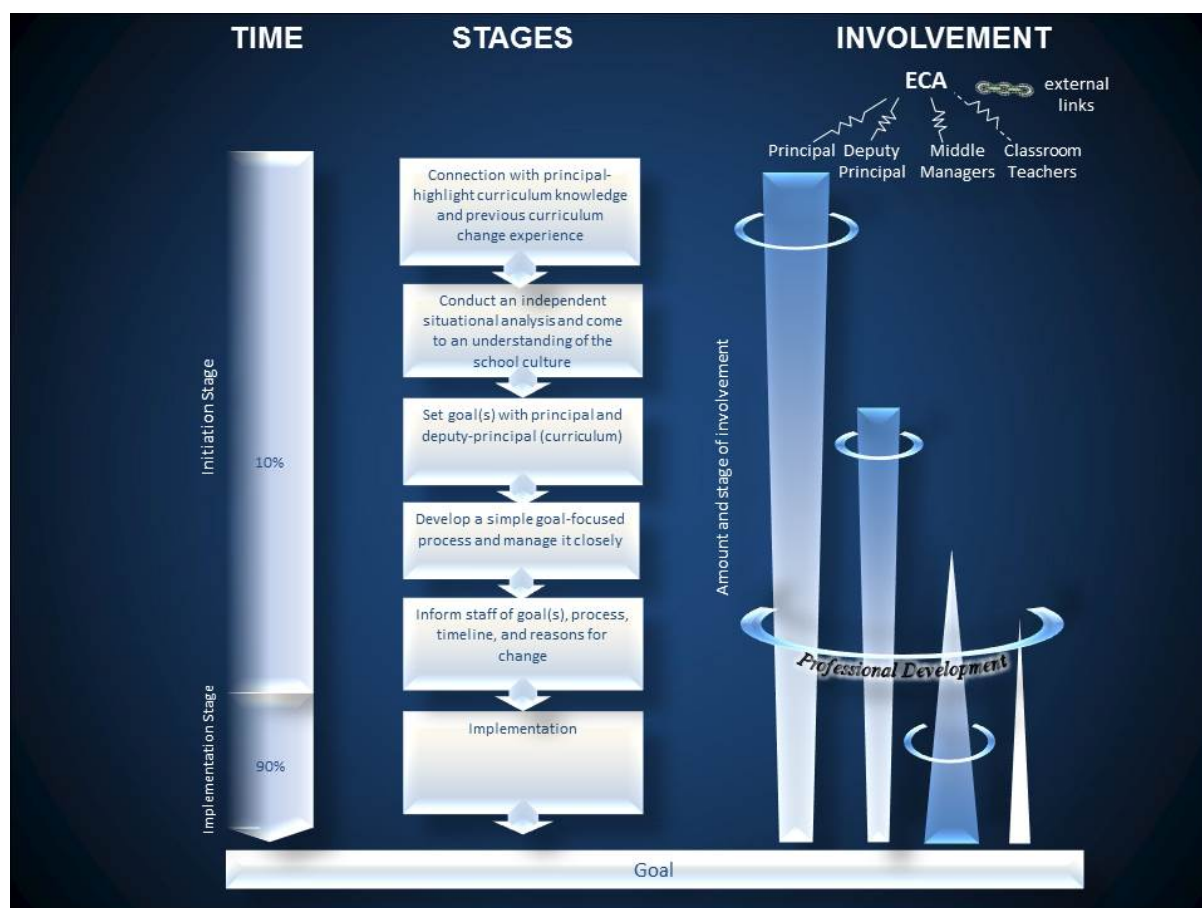 TIME
STAGES
INVOLVEMENT
ECA
external
links
Principal
Deputy
Principal
Middle
Managers
Classroom
Teachers
Initiation Stage
10%
Implementation Stage
90%
Connection with principal-
highlight curriculum knowledge
and previous curriculum
change experience
Conduct an independent
situational analysis and come
to an understanding of the
school culture
Set goal(s) with principal and
deputy-principal (curriculum)
Develop a simple goal-focused
process and manage it closely
Inform staff of goal(s), process,
timeline, and reasons for
change
Implementation
Amount and stage of involvement
Professional Development
Goal